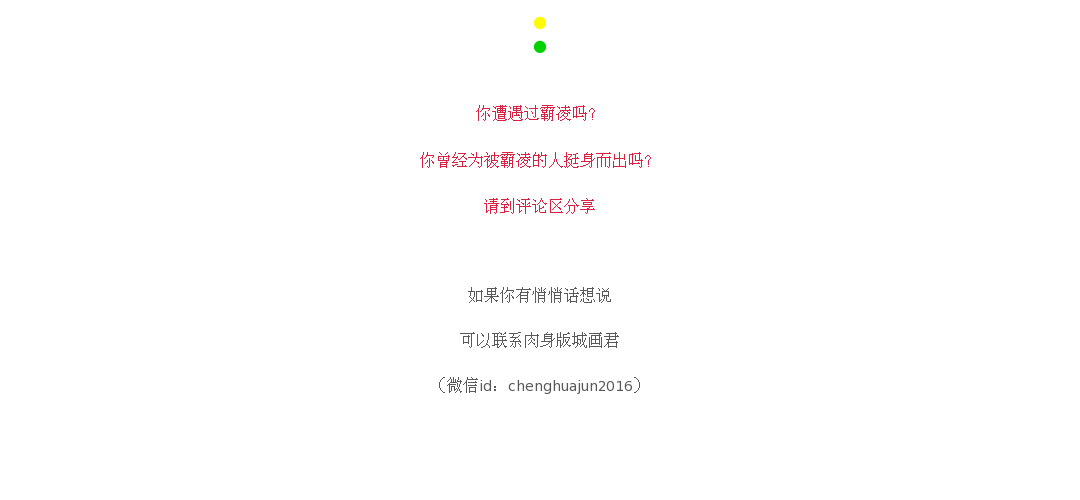 你遭遇过霸凌吗?
你曾经为被霸凌的人挺身而出吗?
请到评论区分享
如果你有悄悄话想说
可以联系肉身版城画君
（微信id：chenghuajun2016）